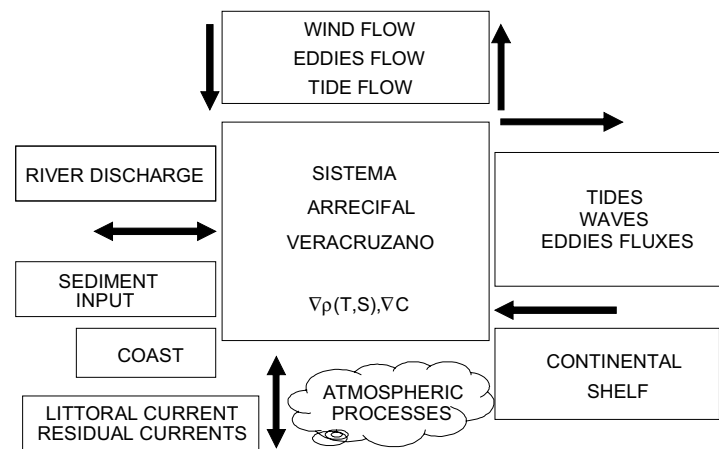 WIND FLOW
EDDIES FLOW
TIDE FLOW
RIVER DISCHARGE
SISTEMA
ARRECIFAL
VERACRUZANO
∇ρ(T,S),∇C
TIDES
WAVES
EDDIES FLUXES
SEDIMENT
INPUT
COAST
CONTINENTAL
SHELF
ATMOSPHERIC
PROCESSES
LITTORAL CURRENT
RESIDUAL CURRENTS